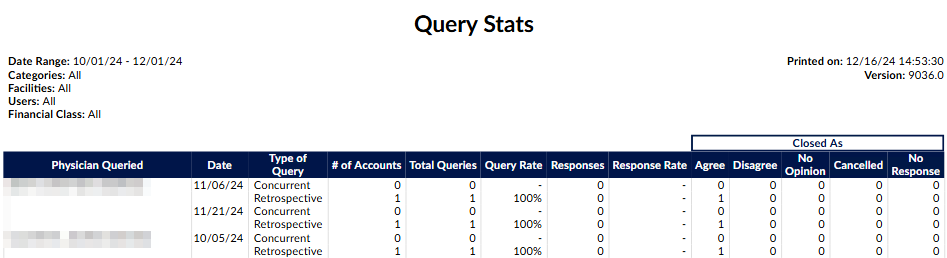 Query Stats
Date Range: 10/01/24 - 12/01/24
Printed on: 12/16/24 14:53:30
Categories: All
Version: 9036.0
Facilities: All
Users: All
Financial Class: All
Closed As
Physician Queried Date Type of Query # of Accounts Total Queries Query Rate Responses Response Rate Agree Disagree No Opinion Cancelled No Response
11/06/24 Concurrent 0 0 - 0 - 0 0 0 0 0
Retrospective 1 1 100% 0 - 1 0 0 0 0
11/21/24 Concurrent 0 0 - 0 - 0 0 0 0 0
Retrospective 1 1 100% 0 - 1 0 0 0 0
10/05/24 Concurrent 0 0 - 0 - 0 0 0 0 0
Retrospective 1 1 100% 0 - 1 0 0 0 0